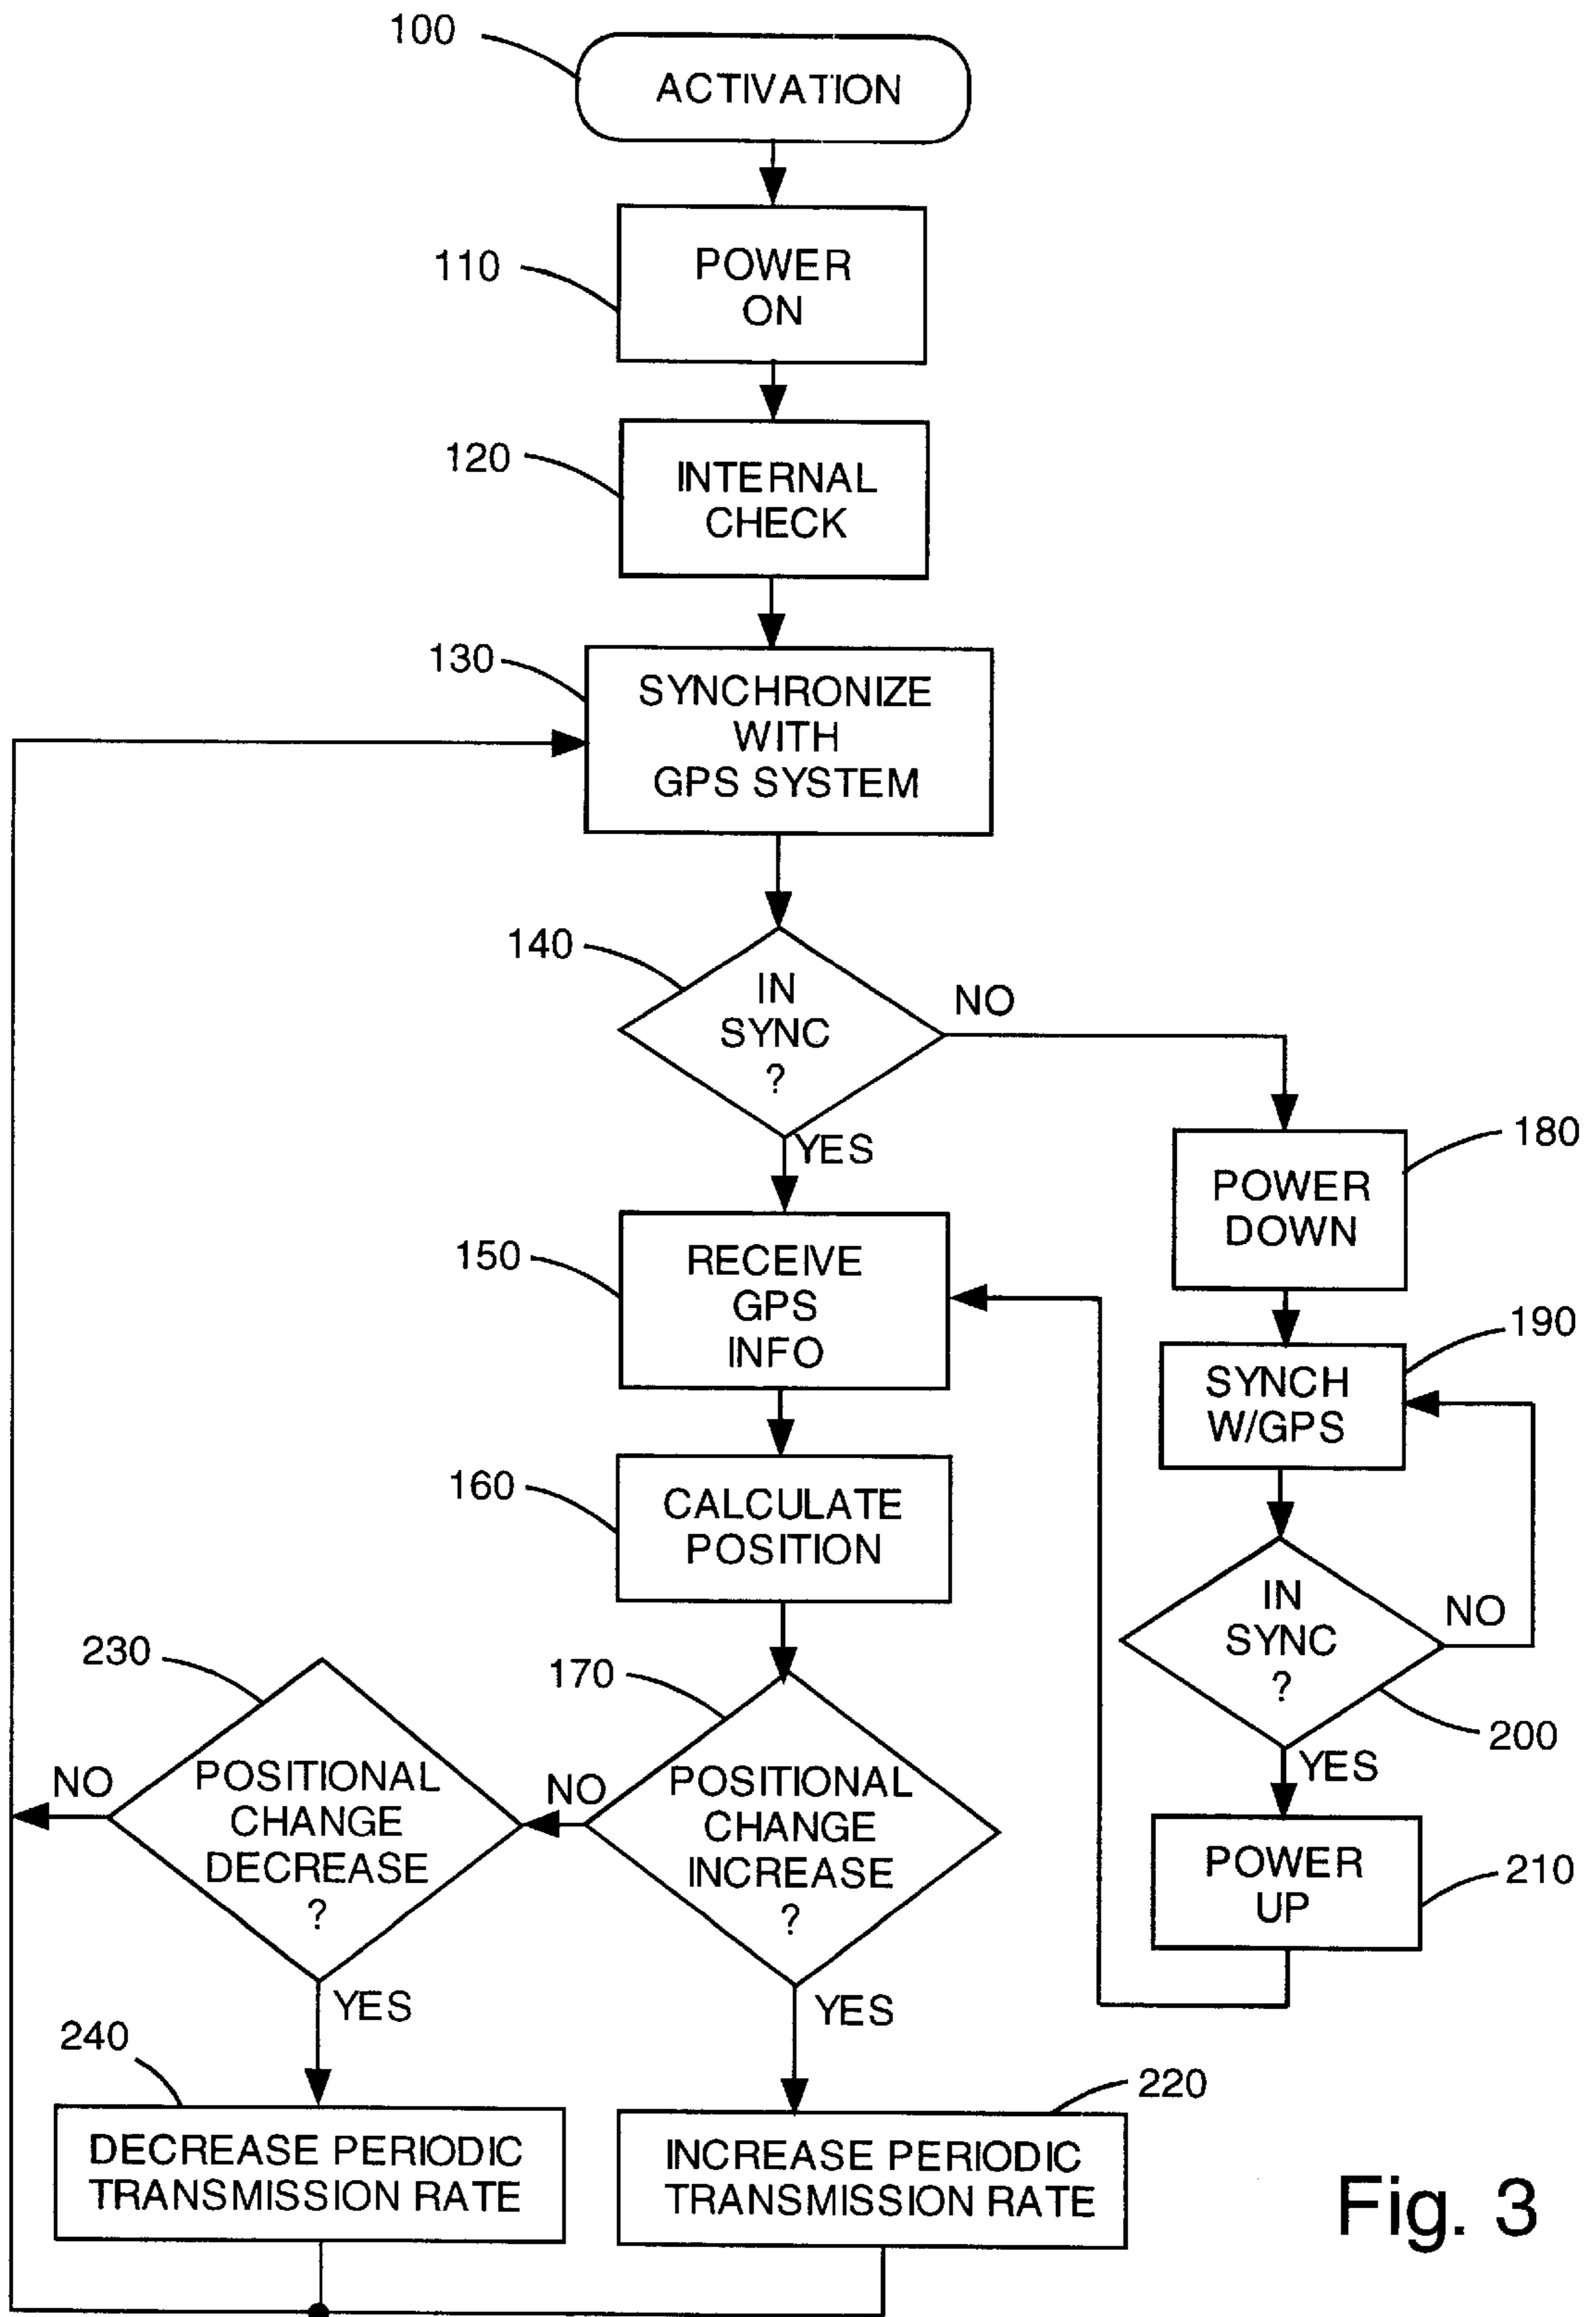 100
ACTIVATION
110
POWER
ON
120
INTERNAL
CHECK
130
SYNCHRONIZE
WITH
GPS SYSTEM
140
IN
SYNC
?
NO
YES
180
POWER
DOWN
150
RECEIVE
GPS
INFO
190
SYNCH
W/GPS
160
CALCULATE
POSITION
IN
SYNC
?
NO
200
YES
230
170
NO
POSITIONAL
CHANGE
DECREASE
?
NO
POSITIONAL
CHANGE
INCREASE
?
POWER
UP
210
YES
YES
240
220
DECREASE PERIODIC
TRANSMISSION RATE
INCREASE PERIODIC
TRANSMISSION RATE
Fig. 3